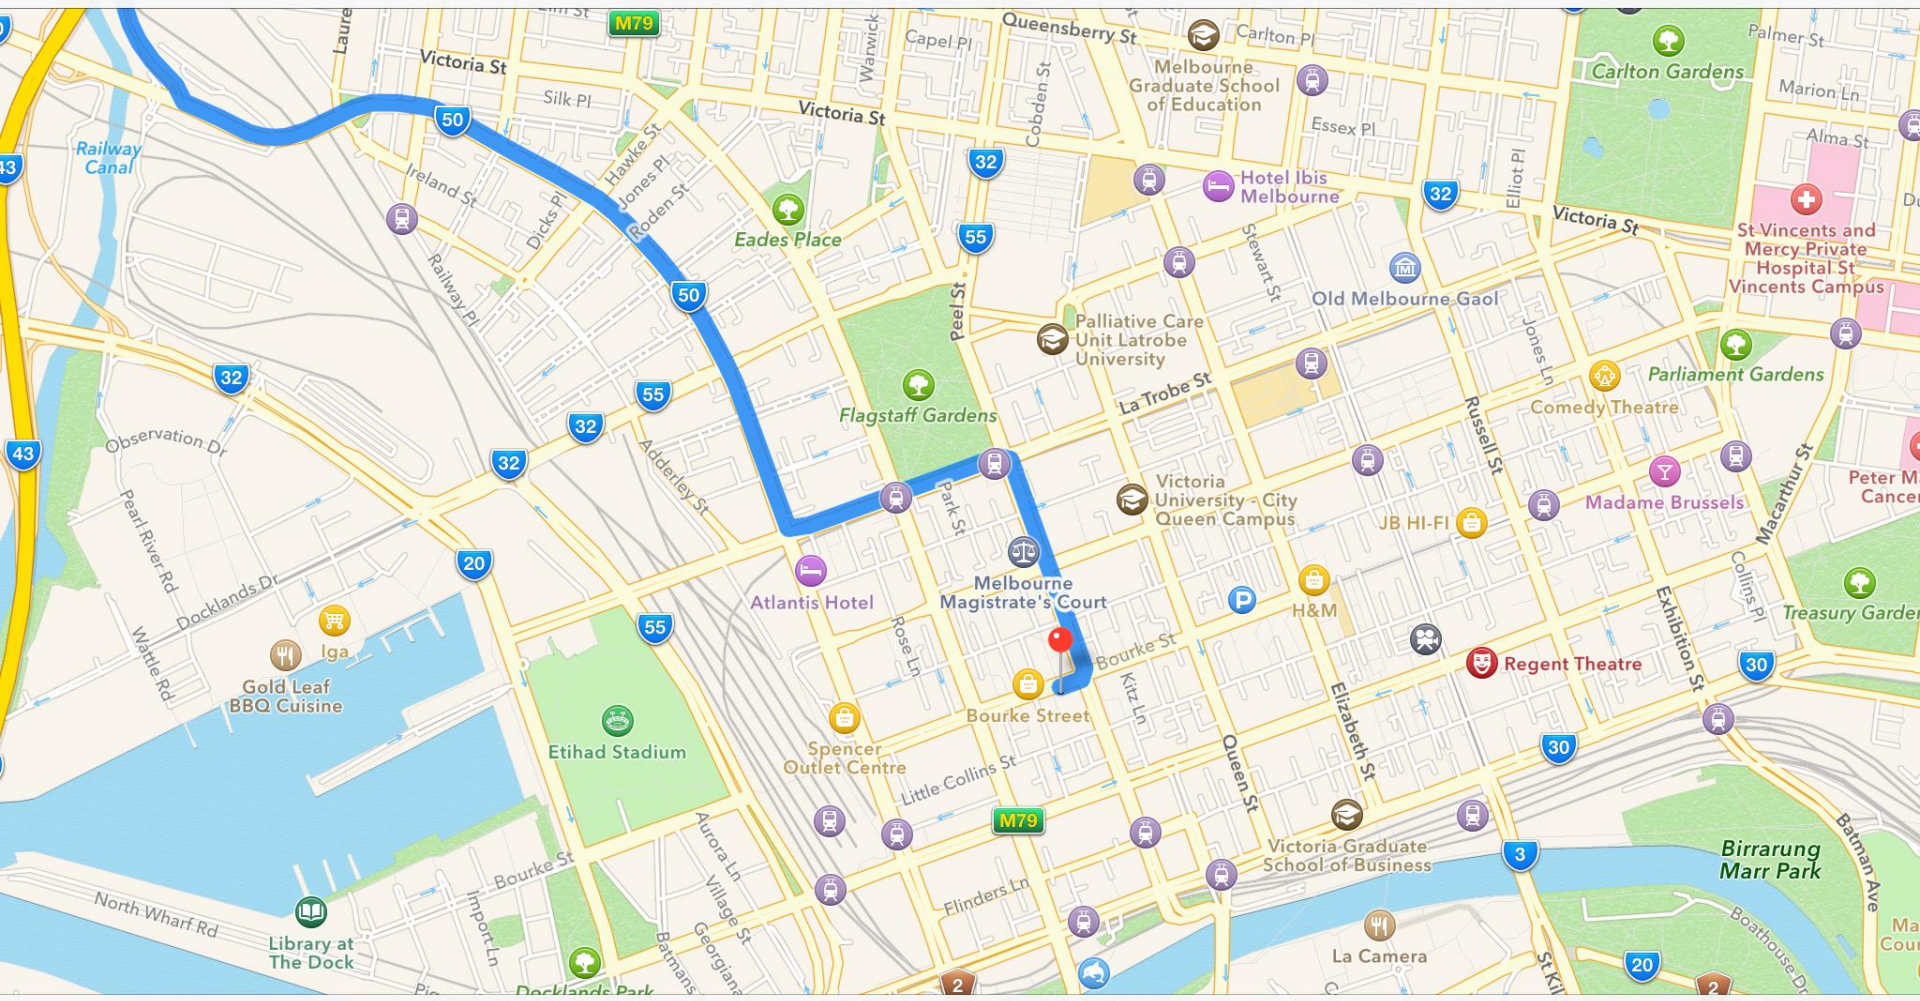 Elm St
M79
Queensberry St
Carlton Pl
Palmer St
Laure
Warwick
Capel Pl
Victoria St
Melbourne
Graduate School
of Education
Carlton Gardens
Cobden St
Silk Pl
Victoria St
Marion Ln
50
Essex Pl
Alma St
Railway
Canal
43
Hawke St
32
Ireland St
Jones Pl
Hotel Ibis
Melbourne
Elliot Pl
32
Roden St
Dicks Pl
Victoria St
St Vincents and
Mercy Private
Hospital St
Vincents Campus
Eades Place
55
Stewart St
Railway Pl
Old Melbourne Gaol
50
Peel St
Palliative Care
Unit Latrobe
University
Jones Ln
32
55
La Trobe St
Parliament Gardens
Flagstaff Gardens
Comedy Theatre
32
Observation Dr
43
32
Adderley St
Russell St
Macarthur St
Peter M
Cancer
Pearl River Rd
Park St
Victoria
University - City
Queen Campus
JB HI-FI
Madame Brussels
20
Docklands Dr
Atlantis Hotel
Melbourne
Magistrate's Court
P
H&M
Collins Pl
Treasury Garden
Exhibition St
Wattle Rd
Iga
55
Rose Ln
Bourke St
Regent Theatre
30
Gold Leaf
BBQ Cuisine
Kitz Ln
Elizabeth St
Bourke Street
Etihad Stadium
Spencer
Outlet Centre
Queen St
30
Little Collins St
M79
Aurora Ln
Victoria Graduate
School of Business
3
Birrarung
Marr Park
Batman Ave
Bourke St
Village St
Flinders Ln
North Wharf Rd
Import Ln
Library at
The Dock
Batmans
Georgiana
La Camera
Boathouse Dr
St Kil
20
Docklands Park
2
2